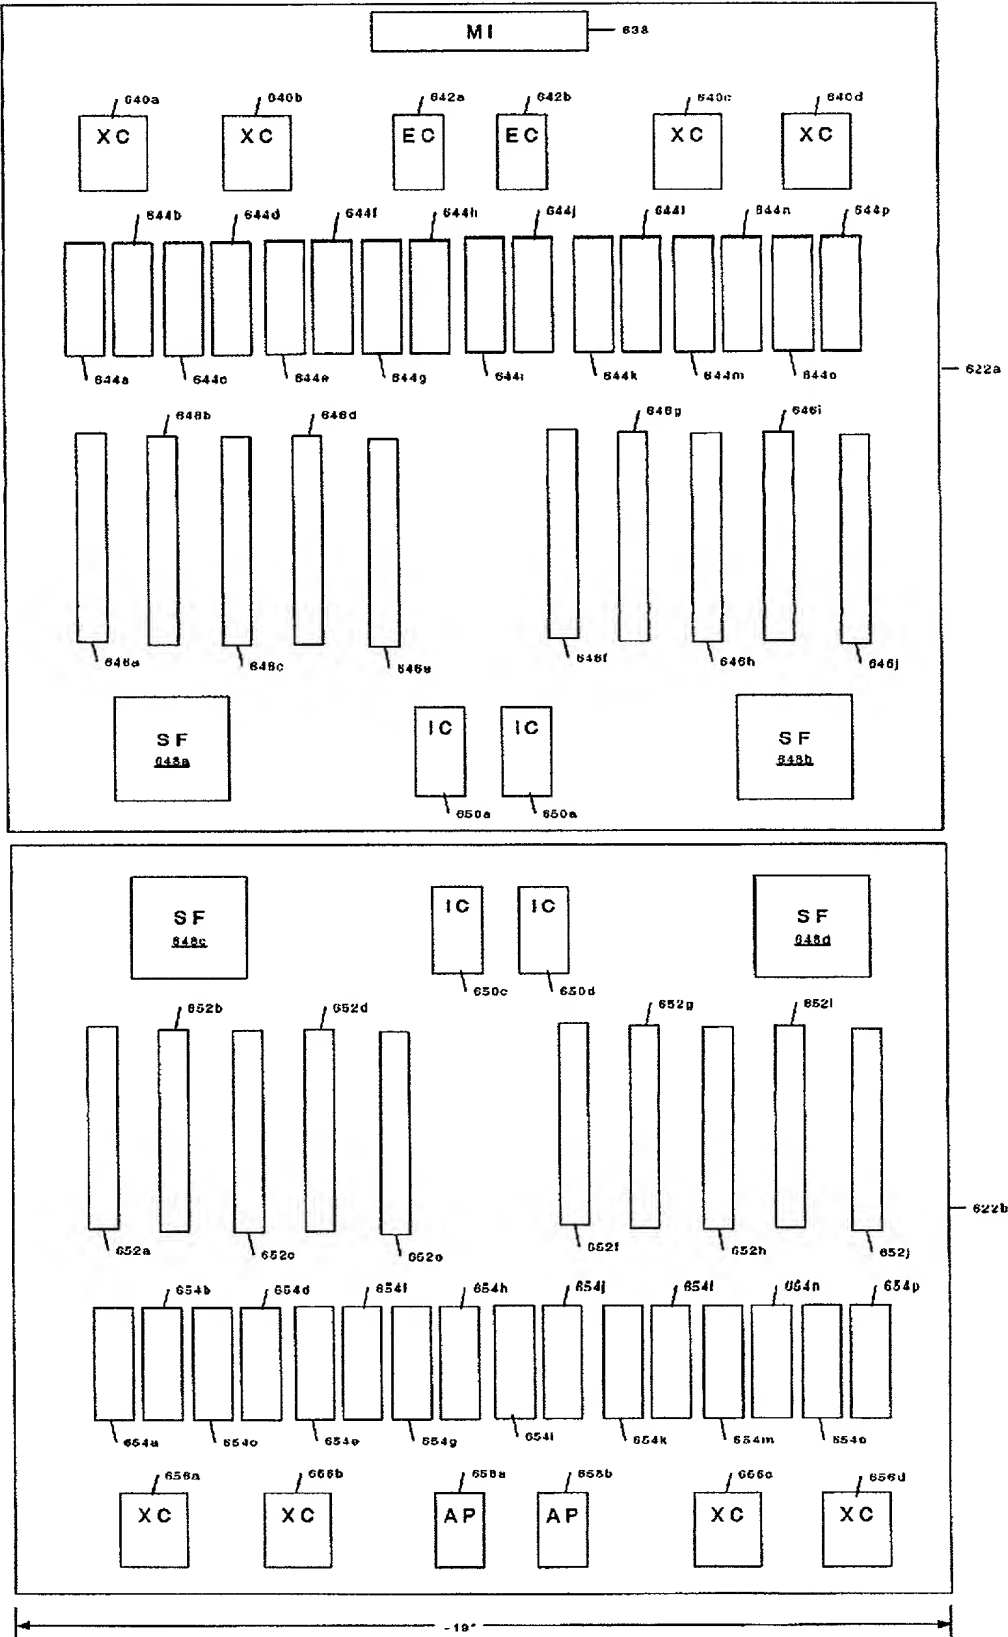 MI 638
640a 640b 642a 642b 640c 640d
XC XC EC EC XC XC
644b 644d 644f 644h 644j 644l 644n 644p
644a 644c 644e 644g 644i 644k 644m 644o
622a
646b 646d 646g 646i
646a 646c 646e 646f 646h 646j
SF IC IC SF
648a 648b
650a 650a
SF IC IC SF
648c 648d
650c 650d
652b 652d 652g 652i
622b
652a 652c 652e 652f 652h 652j
654b 654d 654f 654h 654j 654l 654n 654p
654a 654c 654e 654g 654i 654k 654m 654o
656a 656b 658a 658b 656c 656d
XC XC AP AP XC XC
~19"